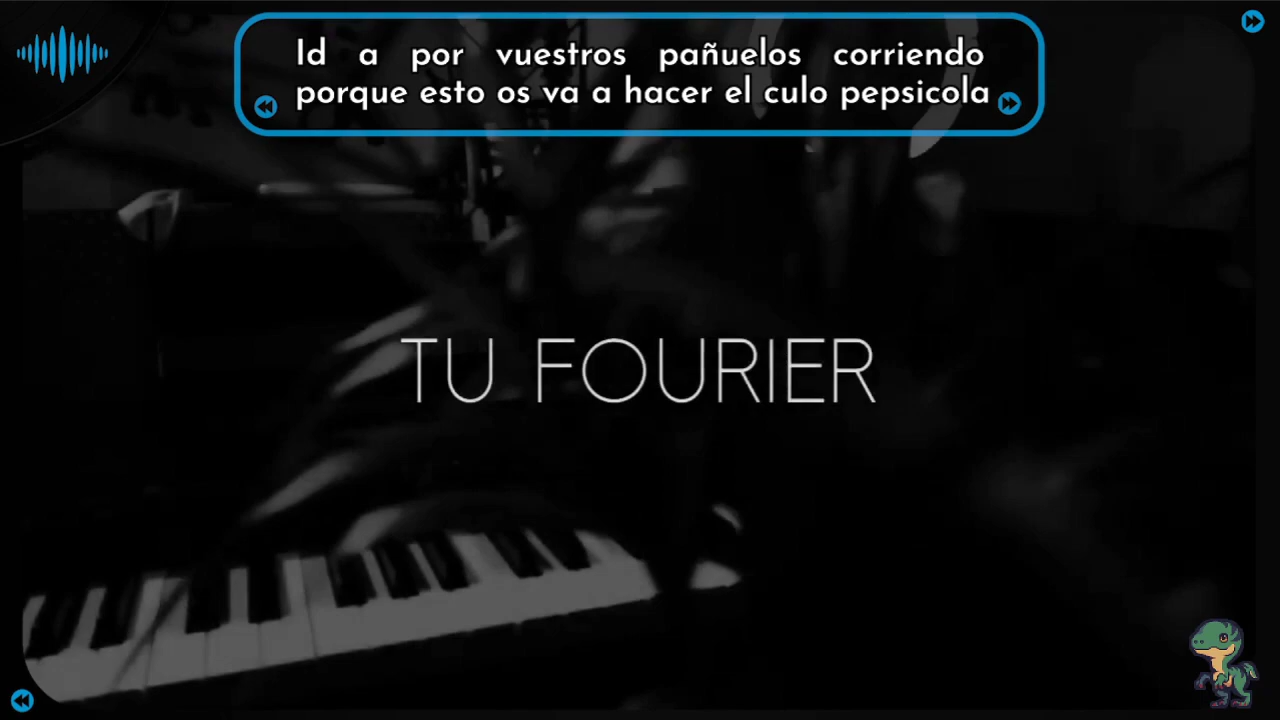 Id a por vuestros pañuelos corriendo
porque esto os va a hacer el culo pepsicola
TU FOURIER